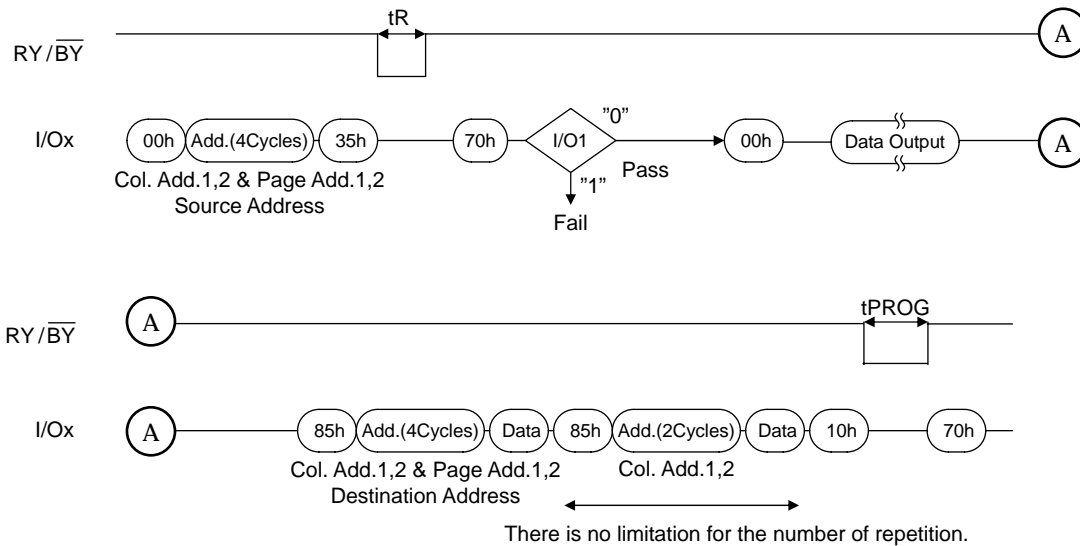 tR
RY/BY
A
I/Ox
00h Add.(4Cycles) 35h 70h I/O1 "0" 00h Data Output A
Pass
"1"
Col. Add.1,2 & Page Add.1,2
Source Address
Fail
tPROG
RY/BY A
I/Ox A 85h Add.(4Cycles) Data 85h Add.(2Cycles) Data 10h 70h
Col. Add.1,2 & Page Add.1,2 Col. Add.1,2
Destination Address
There is no limitation for the number of repetition.